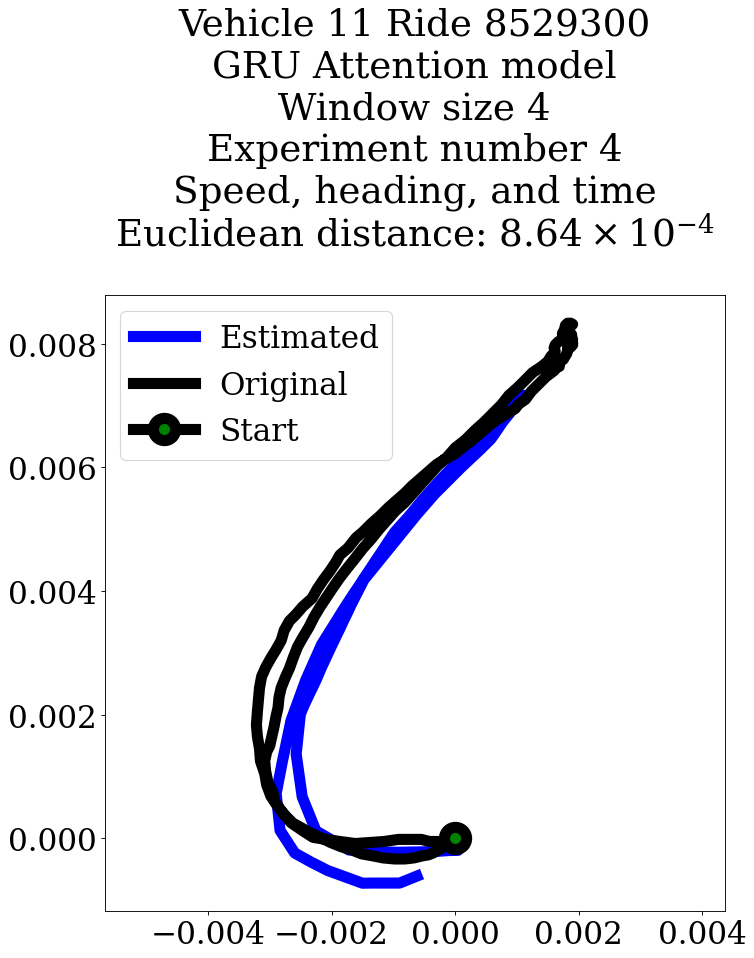 Vehicle 11 Ride 8529300
GRU Attention model
Window size 4
Experiment number 4
Speed, heading, and time
Euclidean distance: 8.64 × 10⁻⁴
Estimated
Original
Start
0.008
0.006
0.004
0.002
0.000
−0.004 −0.002 0.000 0.002 0.004